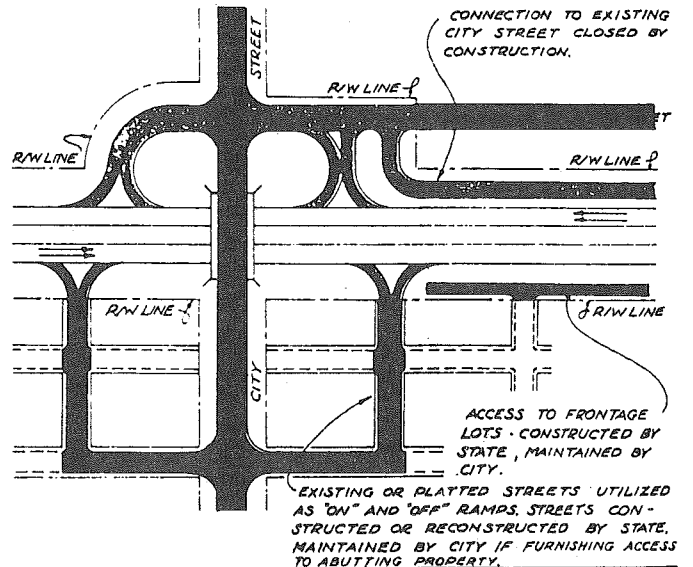 CONNECTION TO EXISTING
CITY STREET CLOSED BY
CONSTRUCTION.
STREET
R/W LINE
ET
R/W LINE
R/W LINE
R/W LINE
R/W LINE
CITY
ACCESS TO FRONTAGE
LOTS - CONSTRUCTED BY
STATE, MAINTAINED BY
CITY.
EXISTING OR PLATTED STREETS UTILIZED
AS "ON" AND "OFF" RAMPS. STREETS CON-
STRUCTED OR RECONSTRUCTED BY STATE,
MAINTAINED BY CITY IF FURNISHING ACCESS
TO ABUTTING PROPERTY.